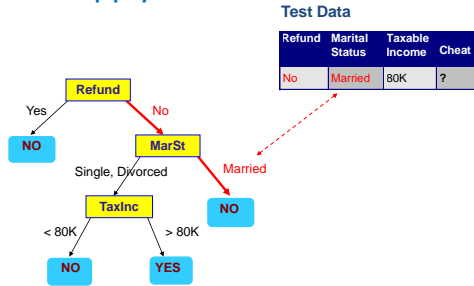 Test Data
Refund Marital Status Taxable Income Cheat
No Married 80K ?
Refund
Yes No
NO MarSt
Single, Divorced Married
TaxInc NO
< 80K > 80K
NO YES